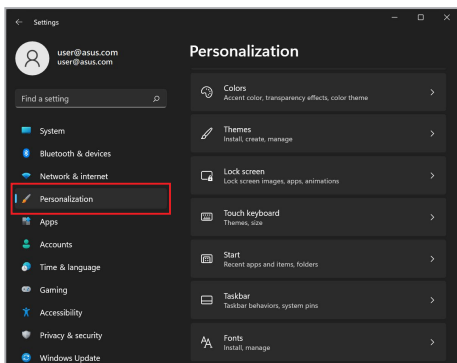 Settings
user@asus.com
user@asus.com
Find a setting
System
Bluetooth & devices
Network & internet
Personalization
Apps
Accounts
Time & language
Gaming
Accessibility
Privacy & security
Windows Update
Personalization
Colors
Accent color, transparency effects, color theme
Themes
Install, create, manage
Lock screen
Lock screen images, apps, animations
Touch keyboard
Themes, size
Start
Recent apps and items, folders
Taskbar
Taskbar behaviors, system pins
Fonts
Install, manage